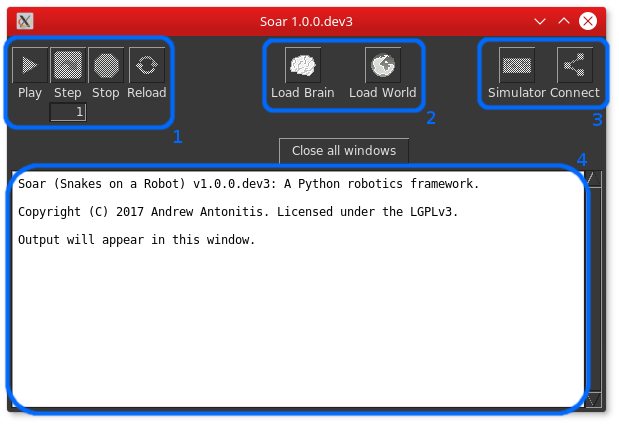 Soar 1.0.0.dev3
Play Step Stop Reload
1
1
Load Brain Load World
2
Simulator Connect
3
Close all windows
4
Soar (Snakes on a Robot) v1.0.0.dev3: A Python robotics framework.
Copyright (C) 2017 Andrew Antonitis. Licensed under the LGPLv3.
Output will appear in this window.